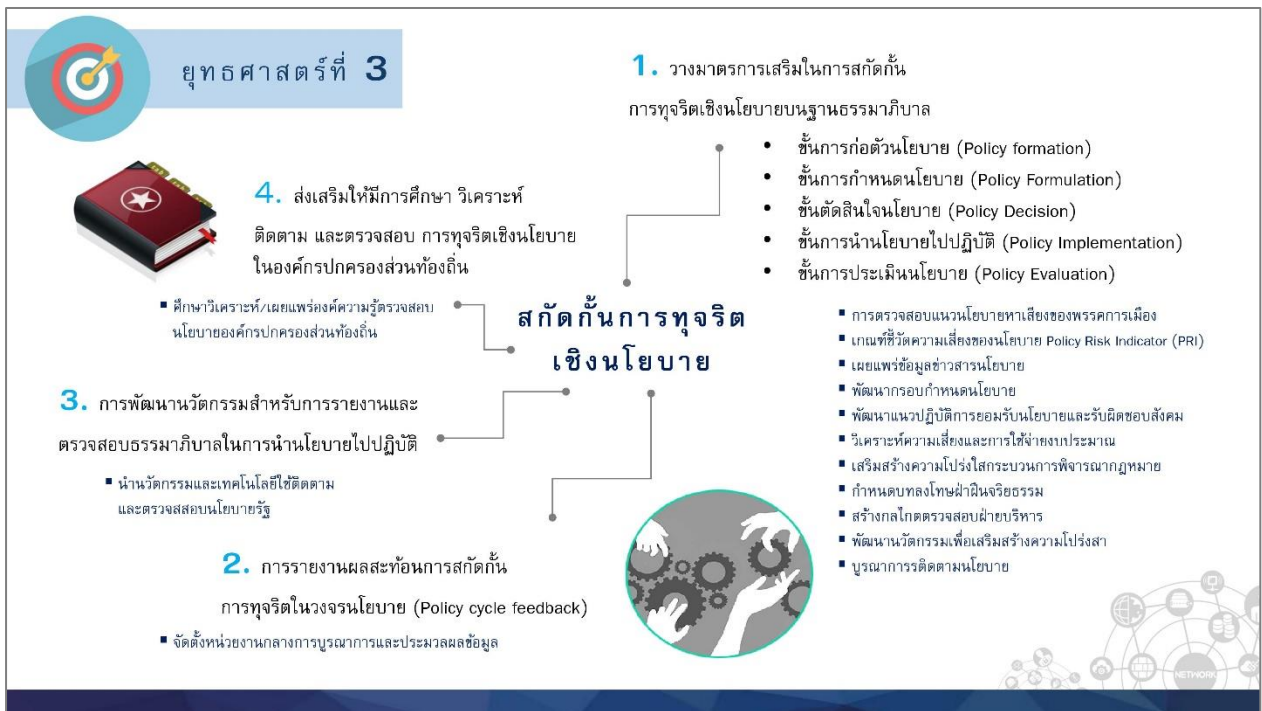 ยุทธศาสตร์ที่ 3
1. วางมาตรการเสริมในการสกัดกั้น
การทุจริตเชิงนโยบายบนฐานธรรมาภิบาล
• ขั้นการก่อตัวนโยบาย (Policy formation)
• ขั้นการกำหนดนโยบาย (Policy Formulation)
• ขั้นตัดสินใจนโยบาย (Policy Decision)
• ขั้นการนำนโยบายไปปฏิบัติ (Policy Implementation)
• ขั้นการประเมินนโยบาย (Policy Evaluation)
▪ การตรวจสอบแนวนโยบายหาเสียงของพรรคการเมือง
▪ เกณฑ์ชี้วัดความเสี่ยงของนโยบาย Policy Risk Indicator (PRI)
▪ เผยแพร่ข้อมูลข่าวสารนโยบาย
▪ พัฒนากรอบกำหนดนโยบาย
▪ พัฒนาแนวปฏิบัติการยอมรับนโยบายและรับผิดชอบสังคม
▪ วิเคราะห์ความเสี่ยงและการใช้จ่ายงบประมาณ
▪ เสริมสร้างความโปร่งใสกระบวนการพิจารณากฎหมาย
▪ กำหนดบทลงโทษฝ่าฝืนจริยธรรม
▪ สร้างกลไกตตรวจสอบฝ่ายบริหาร
▪ พัฒนานวัตกรรมเพื่อเสริมสร้างความโปร่งสา
▪ บูรณาการรติดตามนโยบาย
สกัดกั้นการทุจริต
เชิงนโยบาย
4. ส่งเสริมให้มีการศึกษา วิเคราะห์
ติดตาม และตรวจสอบ การทุจริตเชิงนโยบาย
ในองค์กรปกครองส่วนท้องถิ่น
▪ ศึกษาวิเคราะห์/เผยแพร่องค์ความรู้ตรวจสอบ
นโยบายองค์กรปกครองส่วนท้องถิ่น
3. การพัฒนานวัตกรรมสำหรับการรายงานและ
ตรวจสอบธรรมาภิบาลในการนำนโยบายไปปฏิบัติ
▪ นำนวัตกรรมและเทคโนโลยีใช้ติดตาม
และตรวจสสอบนโยบายรัฐ
2. การรายงานผลสะท้อนการสกัดกั้น
การทุจริตในวงจรนโยบาย (Policy cycle feedback)
▪ จัดตั้งหน่วยงานกลางการบูรณาการและประมวลผลข้อมูล
NETWORK